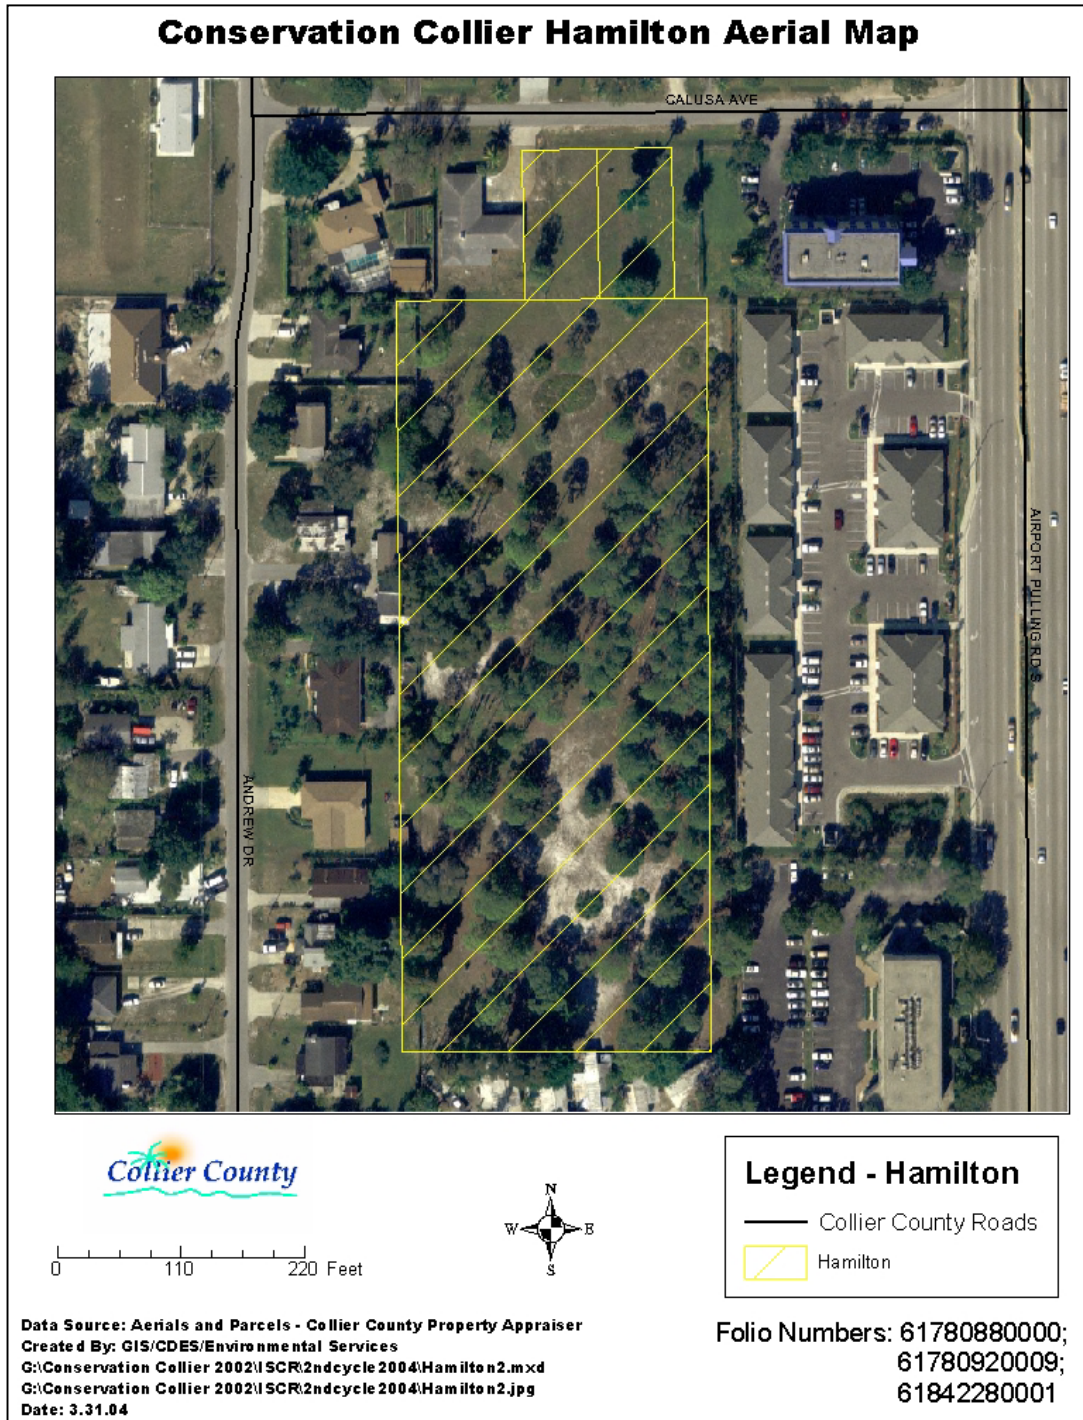 Conservation Collier Hamilton Aerial Map
CALUSA AVE
AIRPORT PULLING RD S
ANDREW DR
Collier County
N
W E
S
0 110 220 Feet
Legend - Hamilton
Collier County Roads
Hamilton
Data Source: Aerials and Parcels - Collier County Property Appraiser
Created By: GIS/CDES/Environmental Services
G:\Conservation Collier 2002\ISCR\2ndcycle2004\Hamilton2.mxd
G:\Conservation Collier 2002\ISCR\2ndcycle2004\Hamilton2.jpg
Date: 3.31.04
Folio Numbers: 61780880000;
61780920009;
61842280001